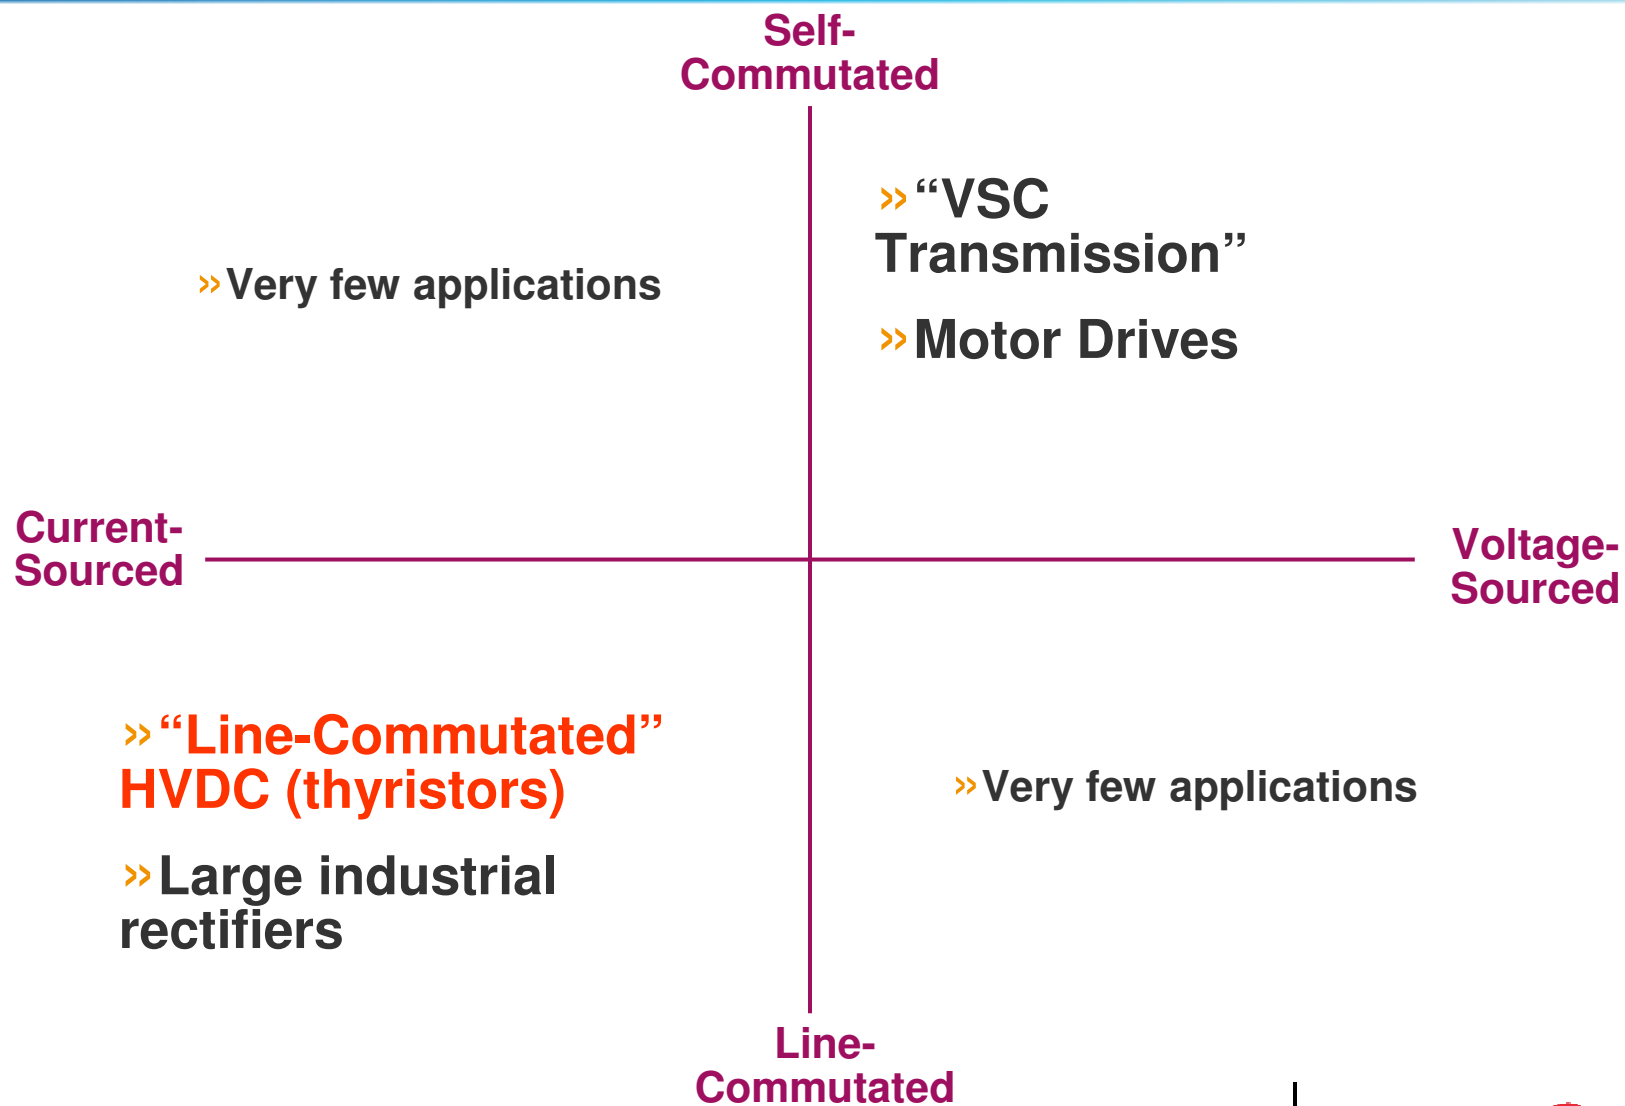 Self-
Commutated
»“VSC
Transmission”
»Very few applications
»Motor Drives
Current-
Sourced
Voltage-
Sourced
»“Line-Commutated”
HVDC (thyristors)
»Very few applications
»Large industrial
rectifiers
Line-
Commutated